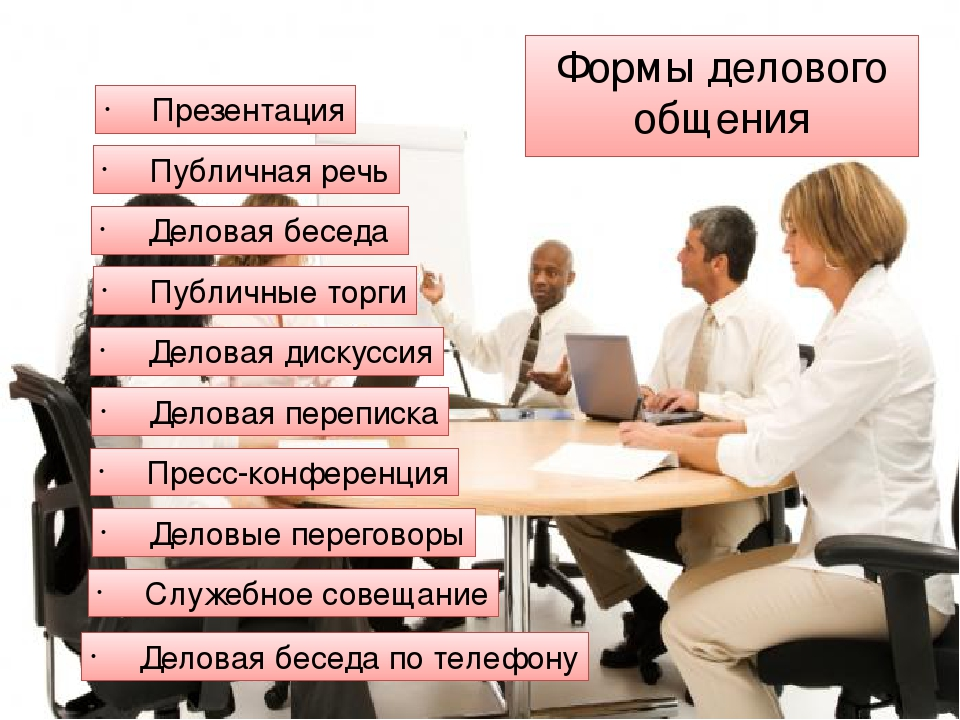 Формы делового
общения
· Презентация
· Публичная речь
· Деловая беседа
· Публичные торги
· Деловая дискуссия
· Деловая переписка
· Пресс-конференция
· Деловые переговоры
· Служебное совещание
· Деловая беседа по телефону